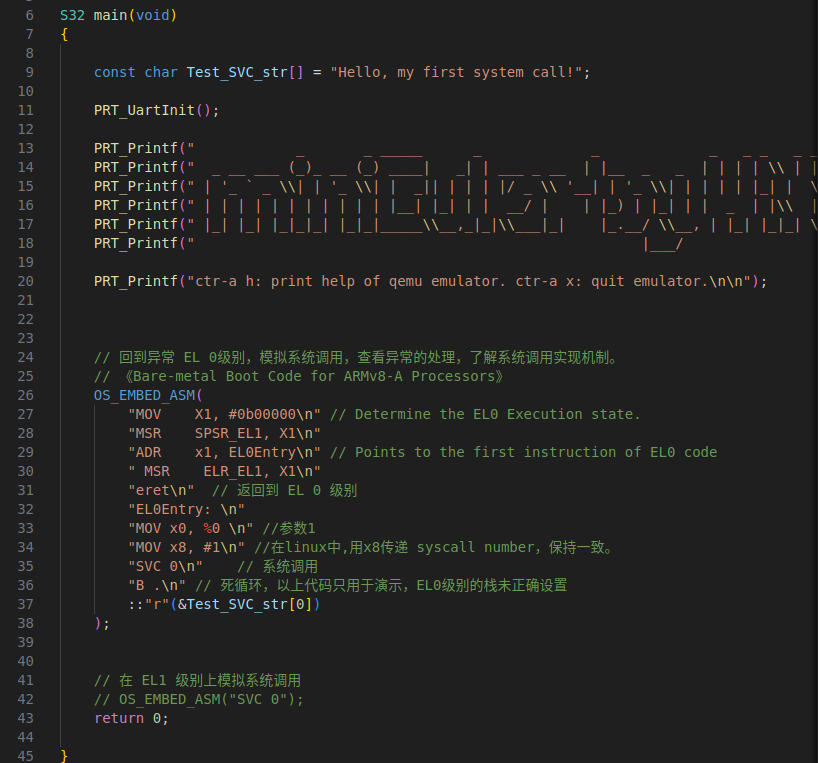 6 S32 main(void)
7 {
8
9 const char Test_SVC_str[] = "Hello, my first system call!";
10
11 PRT_UartInit();
12
13 PRT_Printf("            _       _ _____      _             _             _   _ _   _ _
14 PRT_Printf("  _ __ ___ (_)_ __ (_) ____|   _| | ___ _ __  | |__  _   _  | | | | \\ | |
15 PRT_Printf(" | '_ ` _ \\| | '_ \\| |  _|| | | | |/ _ \\ '__| | '_ \\| | | | | |_| |  \
16 PRT_Printf(" | | | | | | | | | | | |__| |_| | |  __/ |    | |_) | |_| | |  _  | |\\  |
17 PRT_Printf(" |_| |_| |_|_|_| |_|_|_____\\__,_|_|\\___|_|    |_.__/ \\__, | |_| |_|_| \
18 PRT_Printf("                                                     |___/
19
20 PRT_Printf("ctr-a h: print help of qemu emulator. ctr-a x: quit emulator.\n\n");
21
22
23
24 // 回到异常 EL 0级别，模拟系统调用，查看异常的处理，了解系统调用实现机制。
25 // 《Bare-metal Boot Code for ARMv8-A Processors》
26 OS_EMBED_ASM(
27 "MOV    X1, #0b00000\n" // Determine the EL0 Execution state.
28 "MSR    SPSR_EL1, X1\n"
29 "ADR    x1, EL0Entry\n" // Points to the first instruction of EL0 code
30 " MSR    ELR_EL1, X1\n"
31 "eret\n"  // 返回到 EL 0 级别
32 "EL0Entry: \n"
33 "MOV x0, %0 \n" //参数1
34 "MOV x8, #1\n" //在linux中,用x8传递 syscall number，保持一致。
35 "SVC 0\n"    // 系统调用
36 "B .\n" // 死循环，以上代码只用于演示，EL0级别的栈未正确设置
37 ::"r"(&Test_SVC_str[0])
38 );
39
40
41 // 在 EL1 级别上模拟系统调用
42 // OS_EMBED_ASM("SVC 0");
43 return 0;
44
45 }